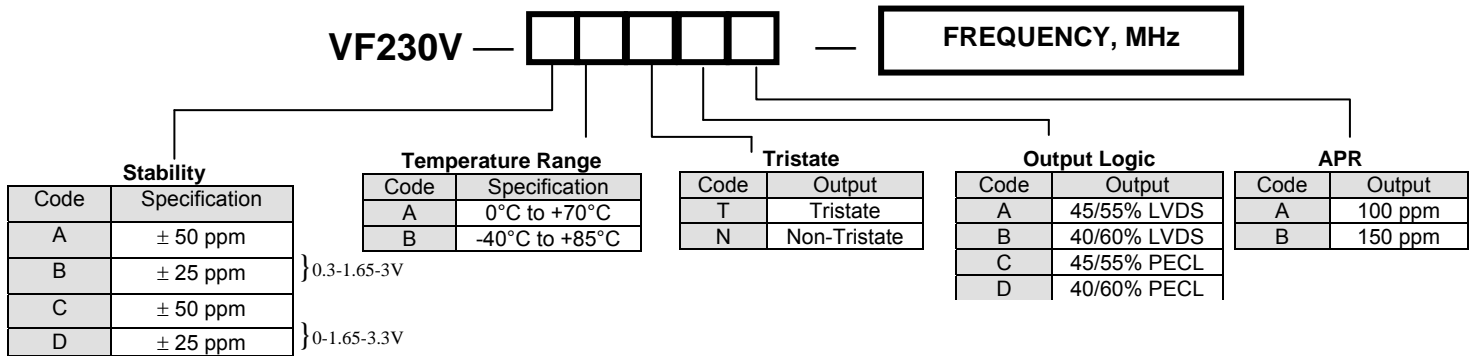 VF230V — — FREQUENCY, MHz
Stability
Code Specification
A ± 50 ppm
B ± 25 ppm
C ± 50 ppm
D ± 25 ppm
}0.3-1.65-3V
}0-1.65-3.3V
Temperature Range
Code Specification
A 0°C to +70°C
B -40°C to +85°C
Tristate
Code Output
T Tristate
N Non-Tristate
Output Logic
Code Output
A 45/55% LVDS
B 40/60% LVDS
C 45/55% PECL
D 40/60% PECL
APR
Code Output
A 100 ppm
B 150 ppm